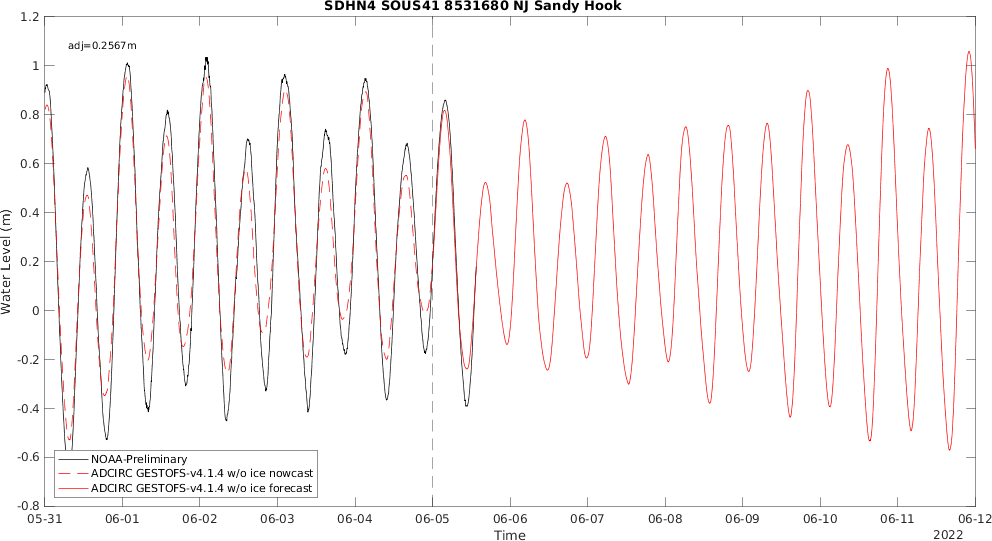 SDHN4 SOUS41 8531680 NJ Sandy Hook
adj=0.2567m
Water Level (m)
1.2
1
0.8
0.6
0.4
0.2
0
-0.2
-0.4
-0.6
-0.8
NOAA-Preliminary
ADCIRC GESTOFS-v4.1.4 w/o ice nowcast
ADCIRC GESTOFS-v4.1.4 w/o ice forecast
05-31 06-01 06-02 06-03 06-04 06-05 06-06 06-07 06-08 06-09 06-10 06-11 06-12
Time
2022